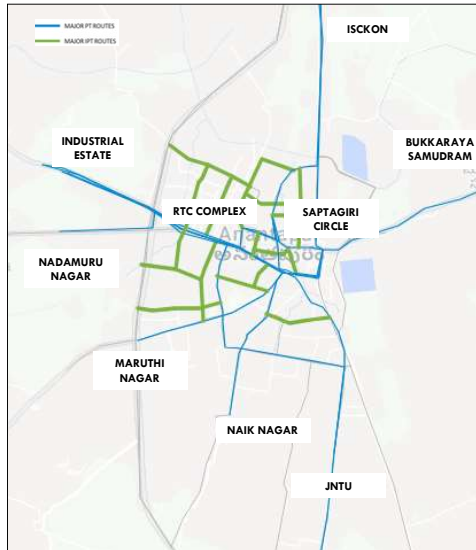 MAJOR PT ROUTES
MAJOR IPT ROUTES
ISCKON
INDUSTRIAL
ESTATE
BUKKARAYA
SAMUDRAM
RTC COMPLEX
SAPTAGIRI
CIRCLE
NADAMURU
NAGAR
MARUTHI
NAGAR
NAIK NAGAR
JNTU